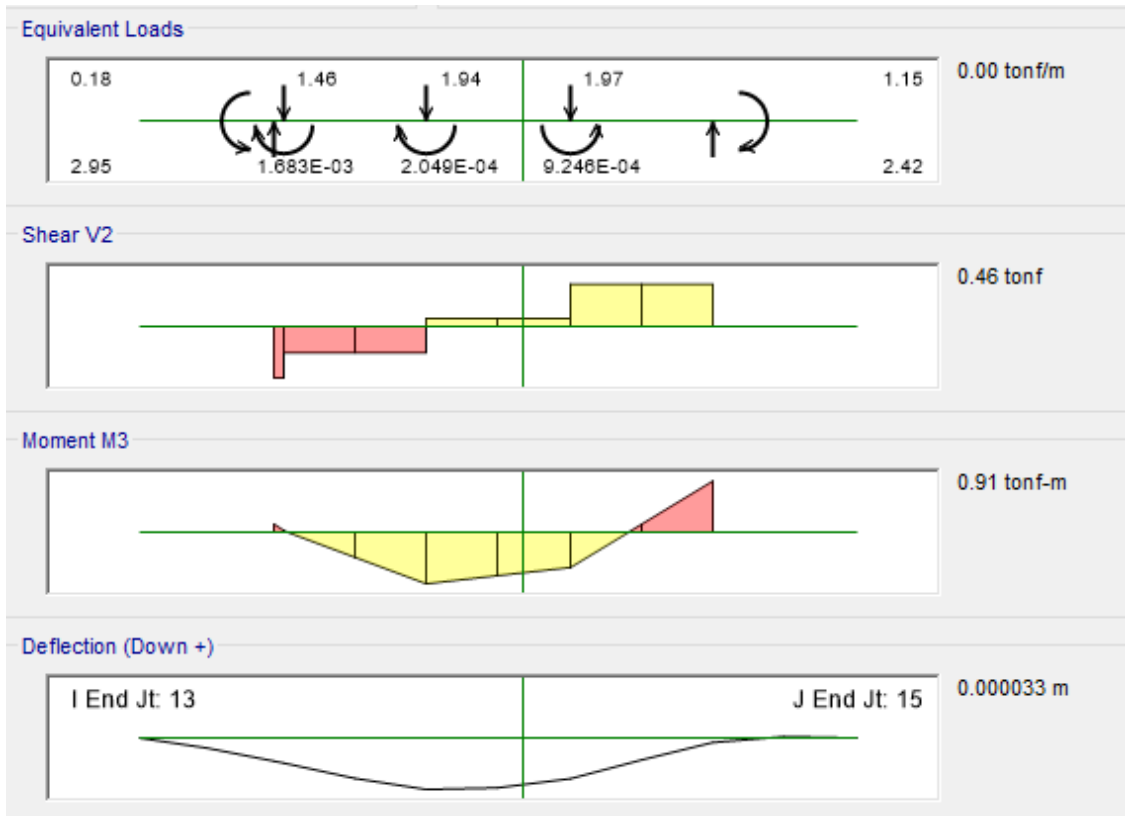 Equivalent Loads
0.18 1.46 1.94 1.97 1.15 0.00 tonf/m
2.95 1.683E-03 2.049E-04 9.246E-04 2.42
Shear V2
0.46 tonf
Moment M3
0.91 tonf-m
Deflection (Down +)
I End Jt: 13 J End Jt: 15 0.000033 m